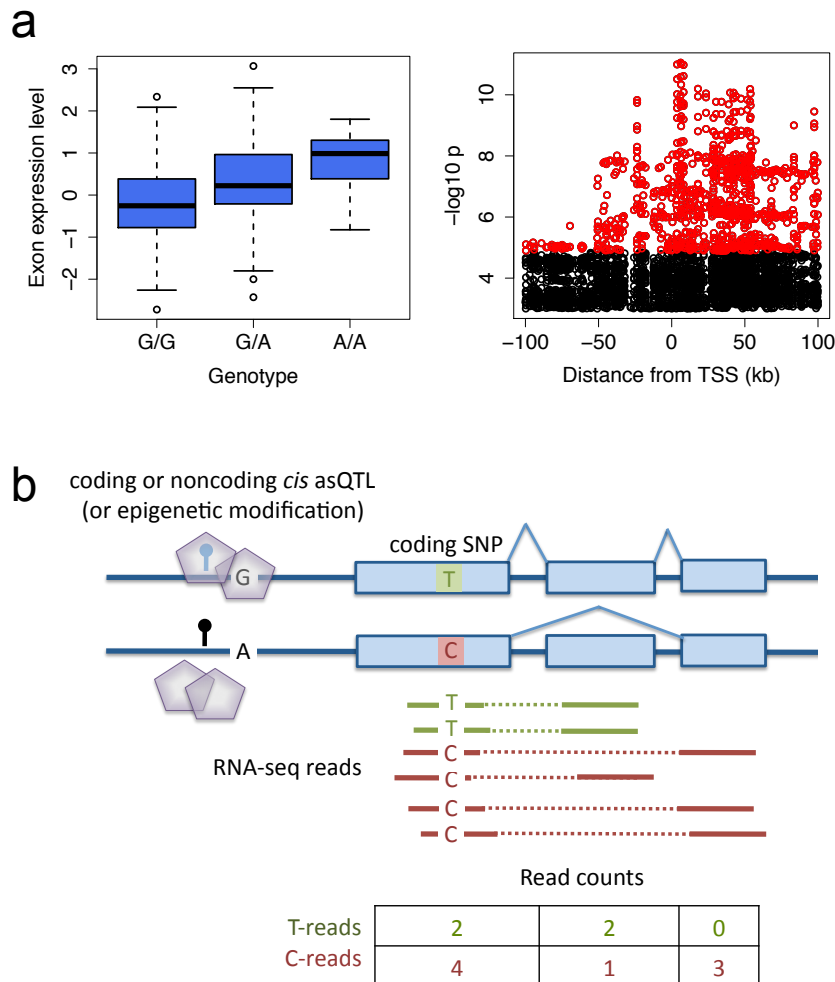 a
Exon expression level
3
2
1
0
−1
−2
G/G G/A A/A
Genotype
−log10 p
10
8
6
4
−100 −50 0 50 100
Distance from TSS (kb)
b
coding or noncoding cis asQTL
(or epigenetic modification)
coding SNP
G T
A C
T
T
C
C
C
C
RNA-seq reads
Read counts
T-reads 2 2 0
C-reads 4 1 3